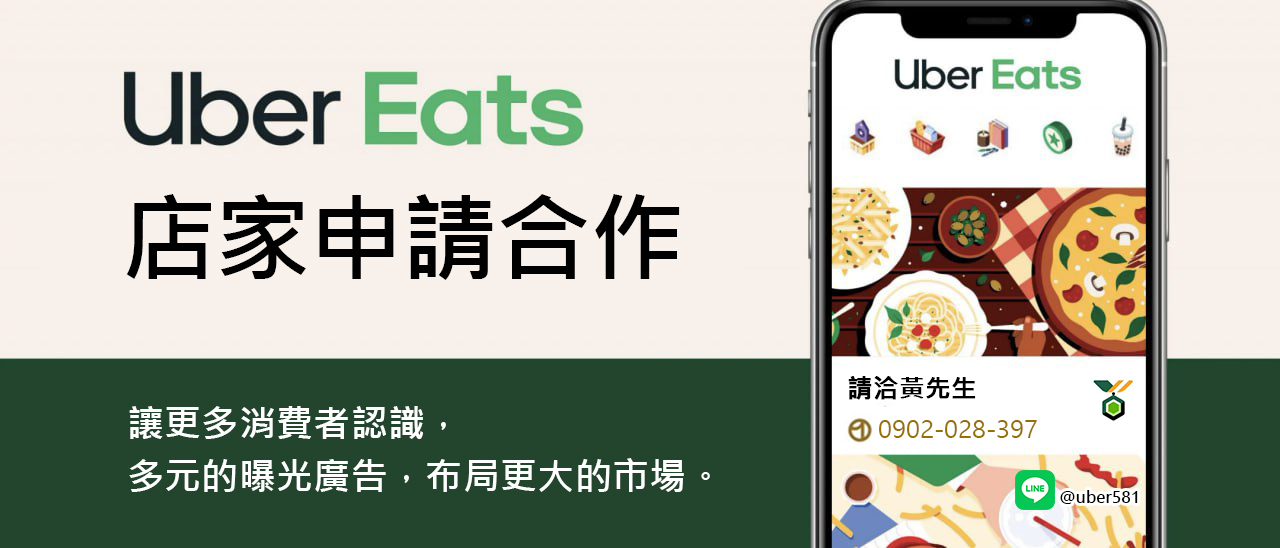 Uber Eats
店家申請合作
讓更多消費者認識，
多元的曝光廣告，布局更大的市場。
Uber Eats
請洽黃先生
0902-028-397
LINE
@uber581